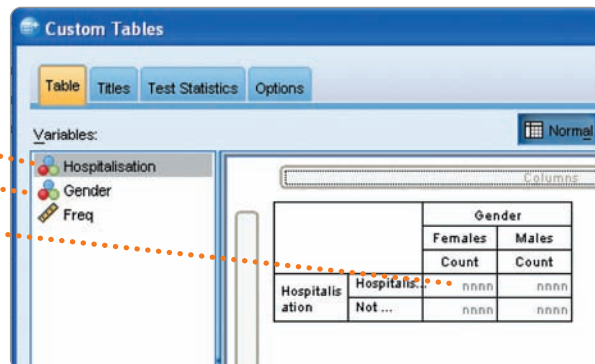 Custom Tables
Table Titles Test Statistics Options
Variables:
Normal
Hospitalisation
Gender
Freq
Columns
Gender
Females Males
Count Count
Hospitalis ation
Hospitalis... nnnn nnnn
Not ... nnnn nnnn